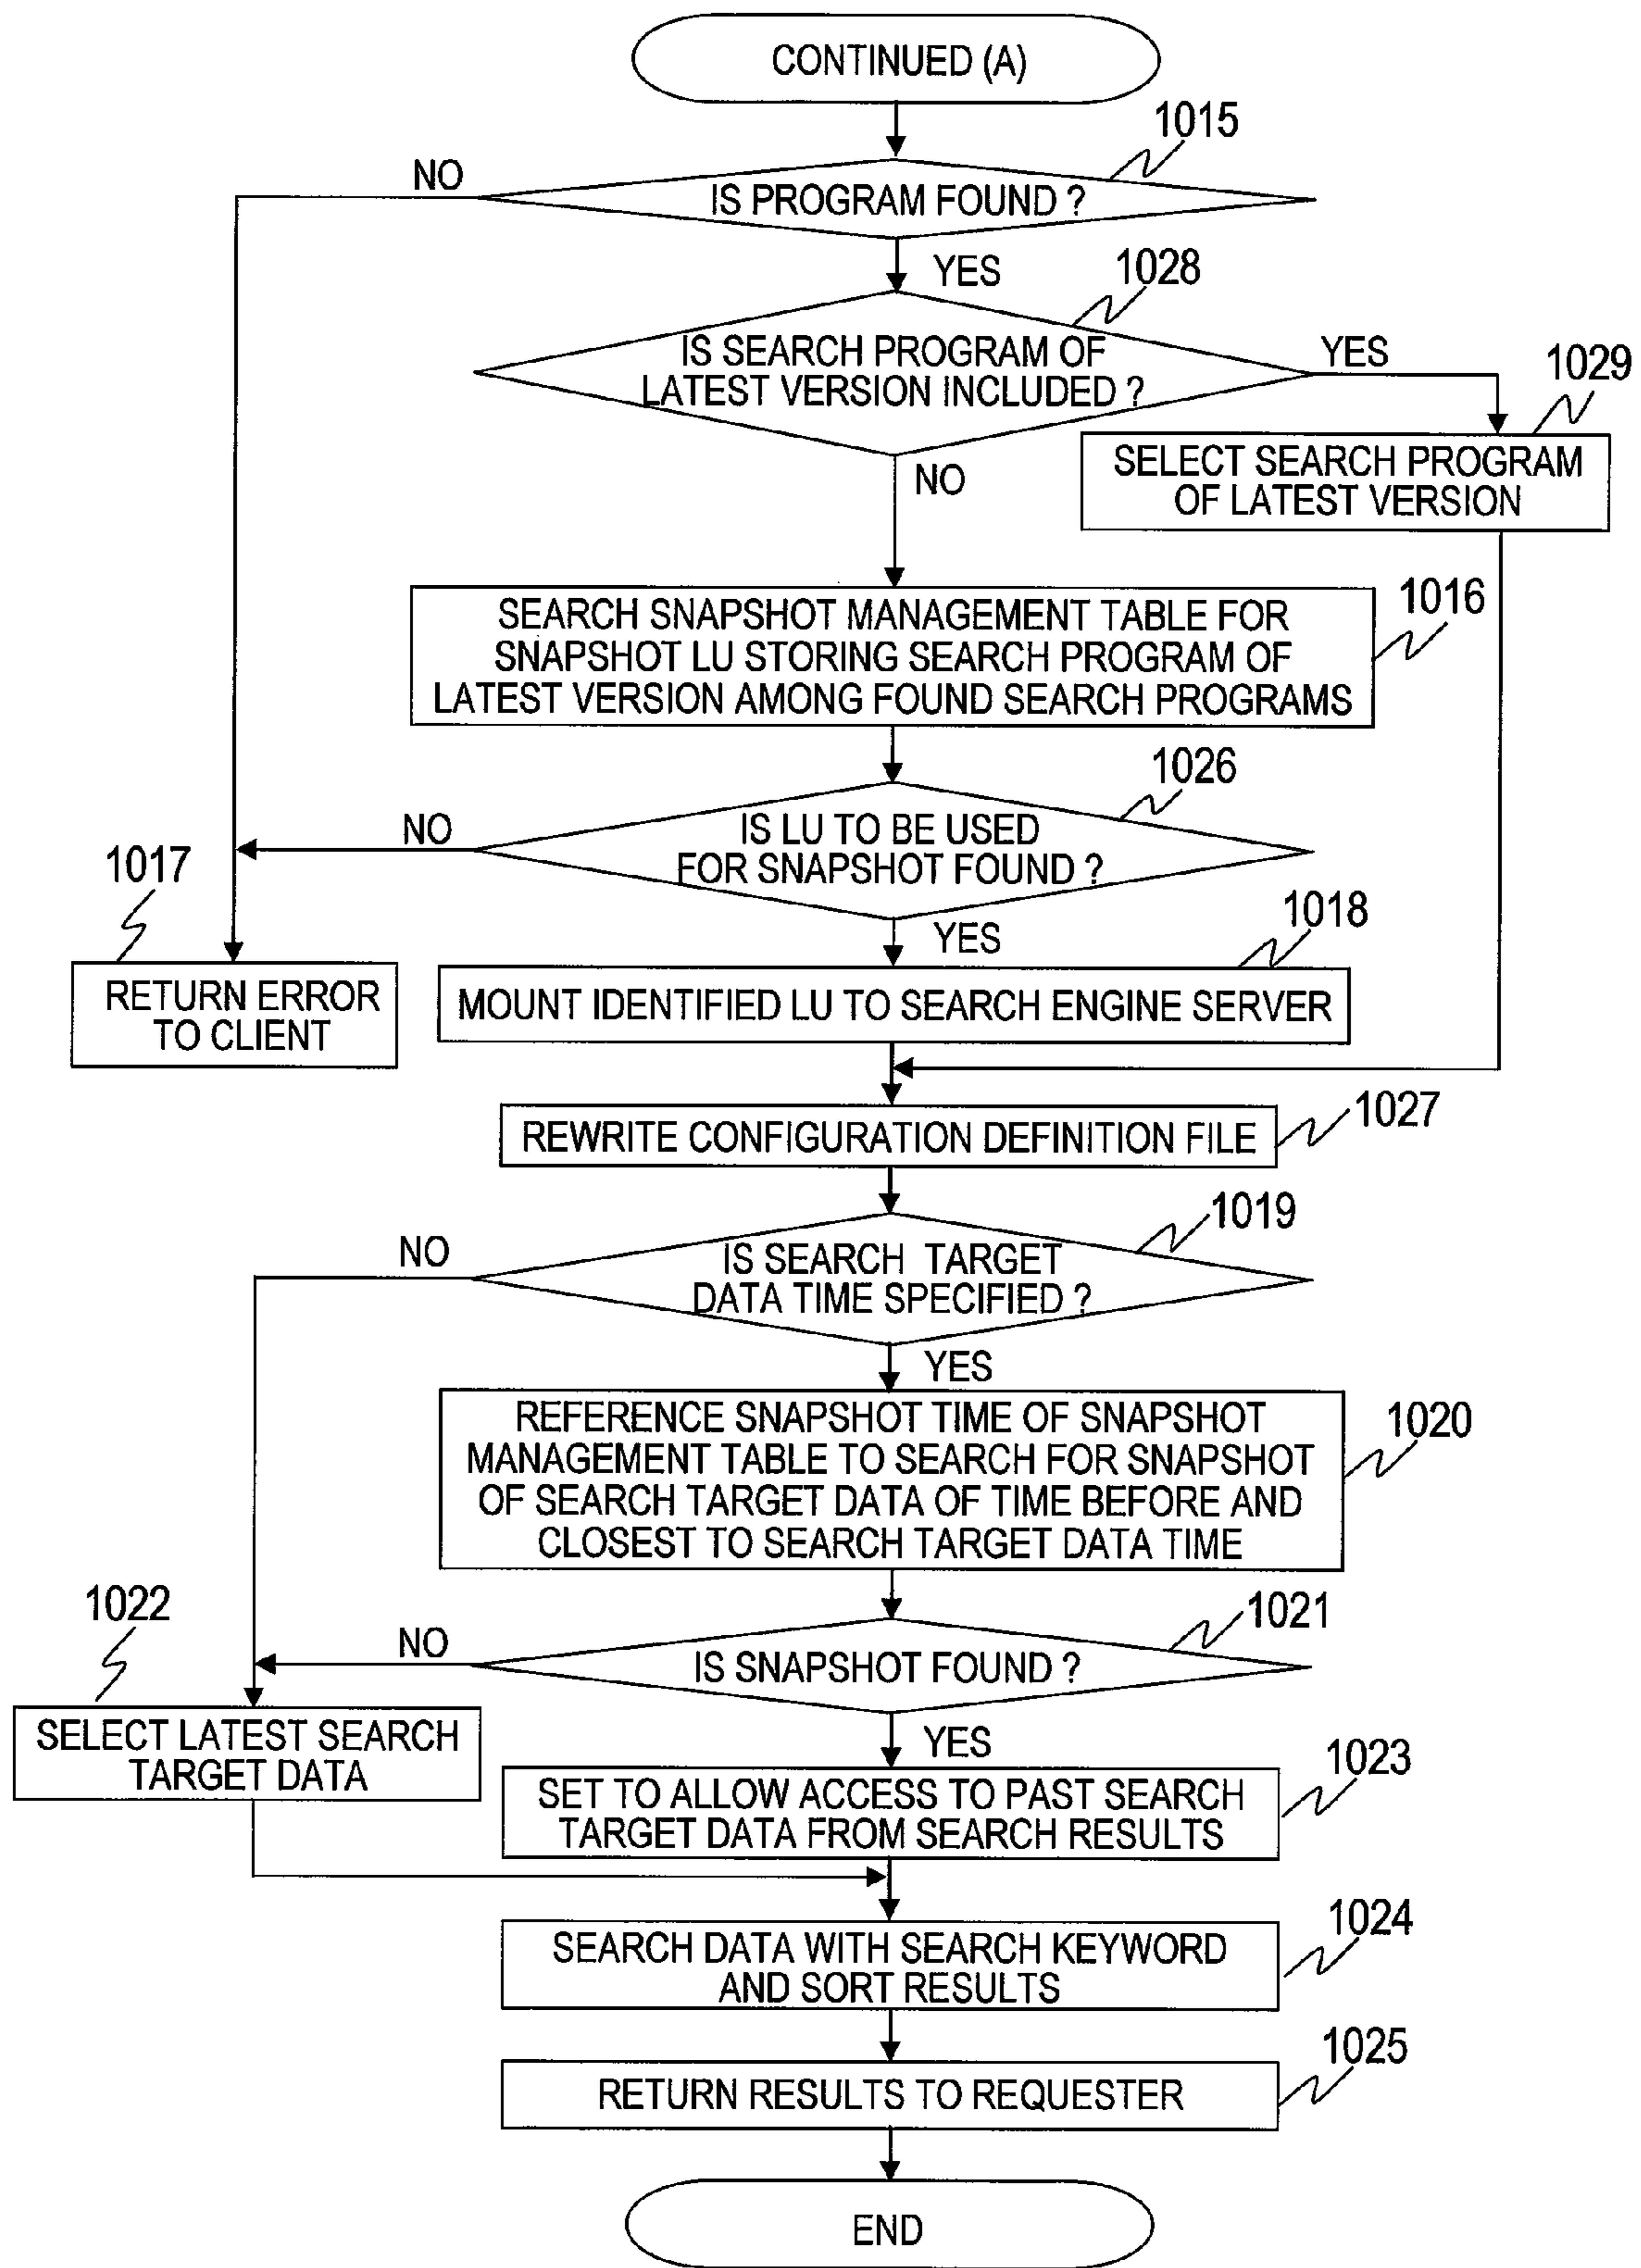 CONTINUED (A)
1015
NO
IS PROGRAM FOUND ?
YES
1028
IS SEARCH PROGRAM OF
LATEST VERSION INCLUDED ?
YES
1029
NO
SELECT SEARCH PROGRAM
OF LATEST VERSION
SEARCH SNAPSHOT MANAGEMENT TABLE FOR
SNAPSHOT LU STORING SEARCH PROGRAM OF
LATEST VERSION AMONG FOUND SEARCH PROGRAMS
1016
1026
NO
IS LU TO BE USED
FOR SNAPSHOT FOUND ?
1017
YES
1018
RETURN ERROR
TO CLIENT
MOUNT IDENTIFIED LU TO SEARCH ENGINE SERVER
REWRITE CONFIGURATION DEFINITION FILE
1027
1019
NO
IS SEARCH TARGET
DATA TIME SPECIFIED ?
YES
REFERENCE SNAPSHOT TIME OF SNAPSHOT
MANAGEMENT TABLE TO SEARCH FOR SNAPSHOT
OF SEARCH TARGET DATA OF TIME BEFORE AND
CLOSEST TO SEARCH TARGET DATA TIME
1020
1022
1021
NO
IS SNAPSHOT FOUND ?
SELECT LATEST SEARCH
TARGET DATA
YES
1023
SET TO ALLOW ACCESS TO PAST SEARCH
TARGET DATA FROM SEARCH RESULTS
1024
SEARCH DATA WITH SEARCH KEYWORD
AND SORT RESULTS
1025
RETURN RESULTS TO REQUESTER
END